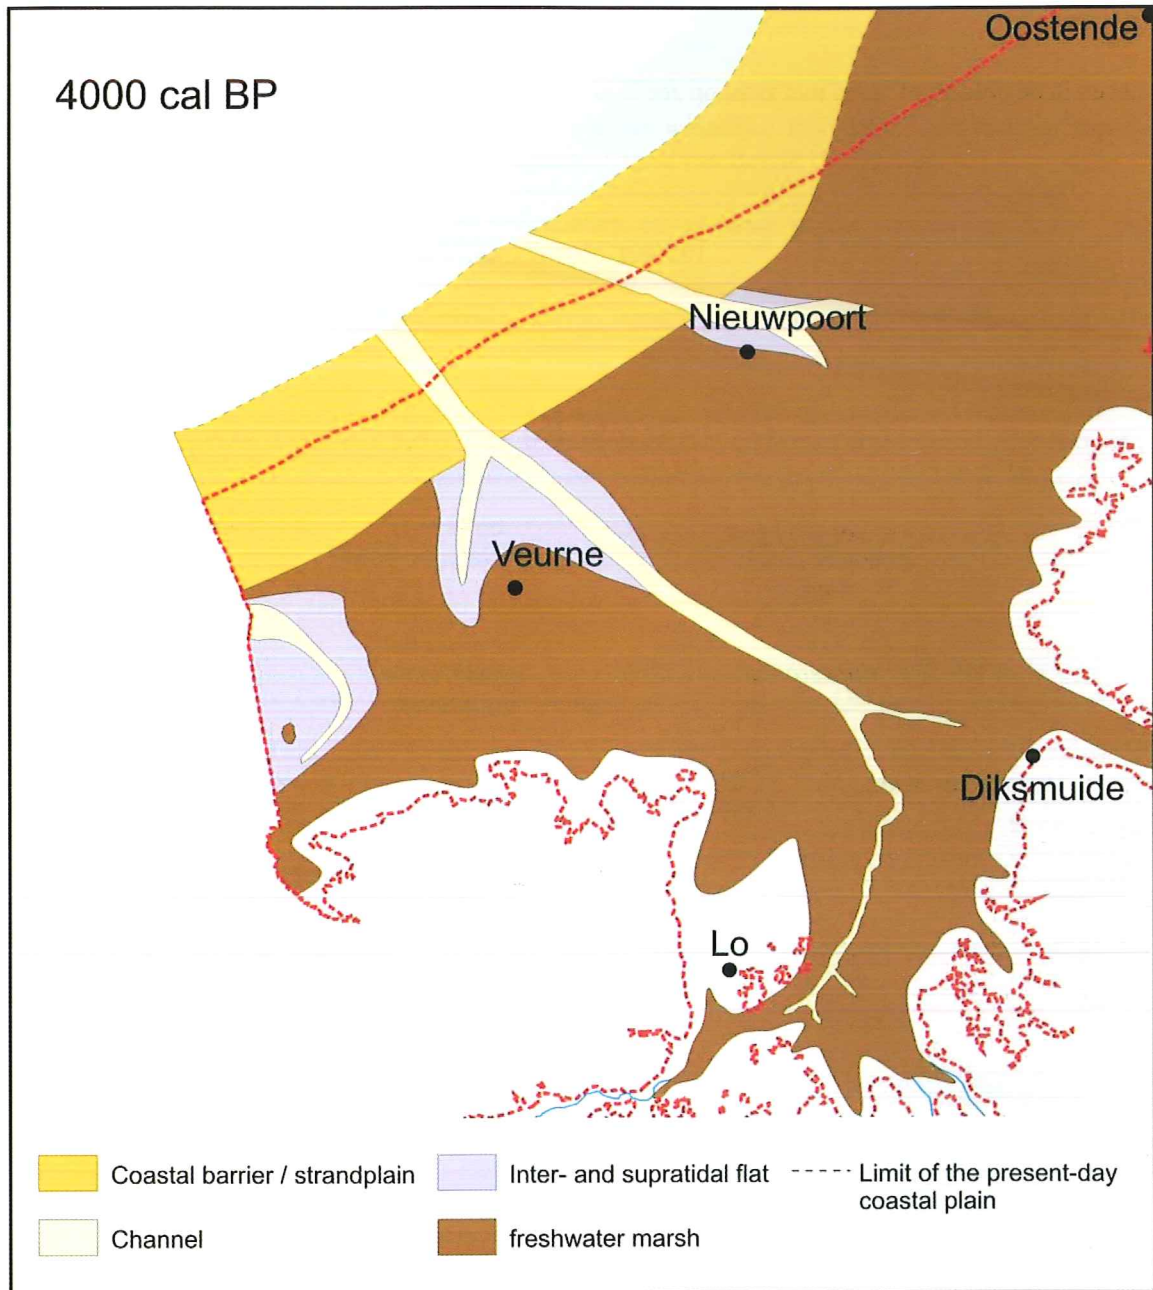 Oostende
4000 cal BP
Nieuwpoort
Veurne
Diksmuide
Lo
Coastal barrier / strandplain
Inter- and supratidal flat
Limit of the present-day
coastal plain
Channel
freshwater marsh